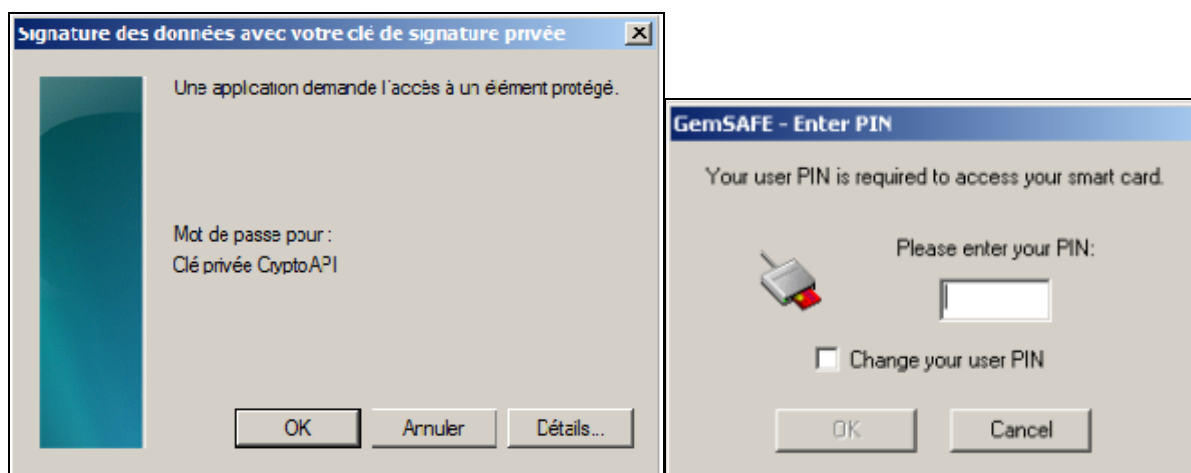 Signature des données avec votre clé de signature privée
Une application demande l'accès à un élément protégé.
Mot de passe pour :
Clé privée CryptoAPI
OK
Annuler
Détails...
GemSAFE - Enter PIN
Your user PIN is required to access your smart card.
Please enter your PIN:
Change your user PIN
OK
Cancel